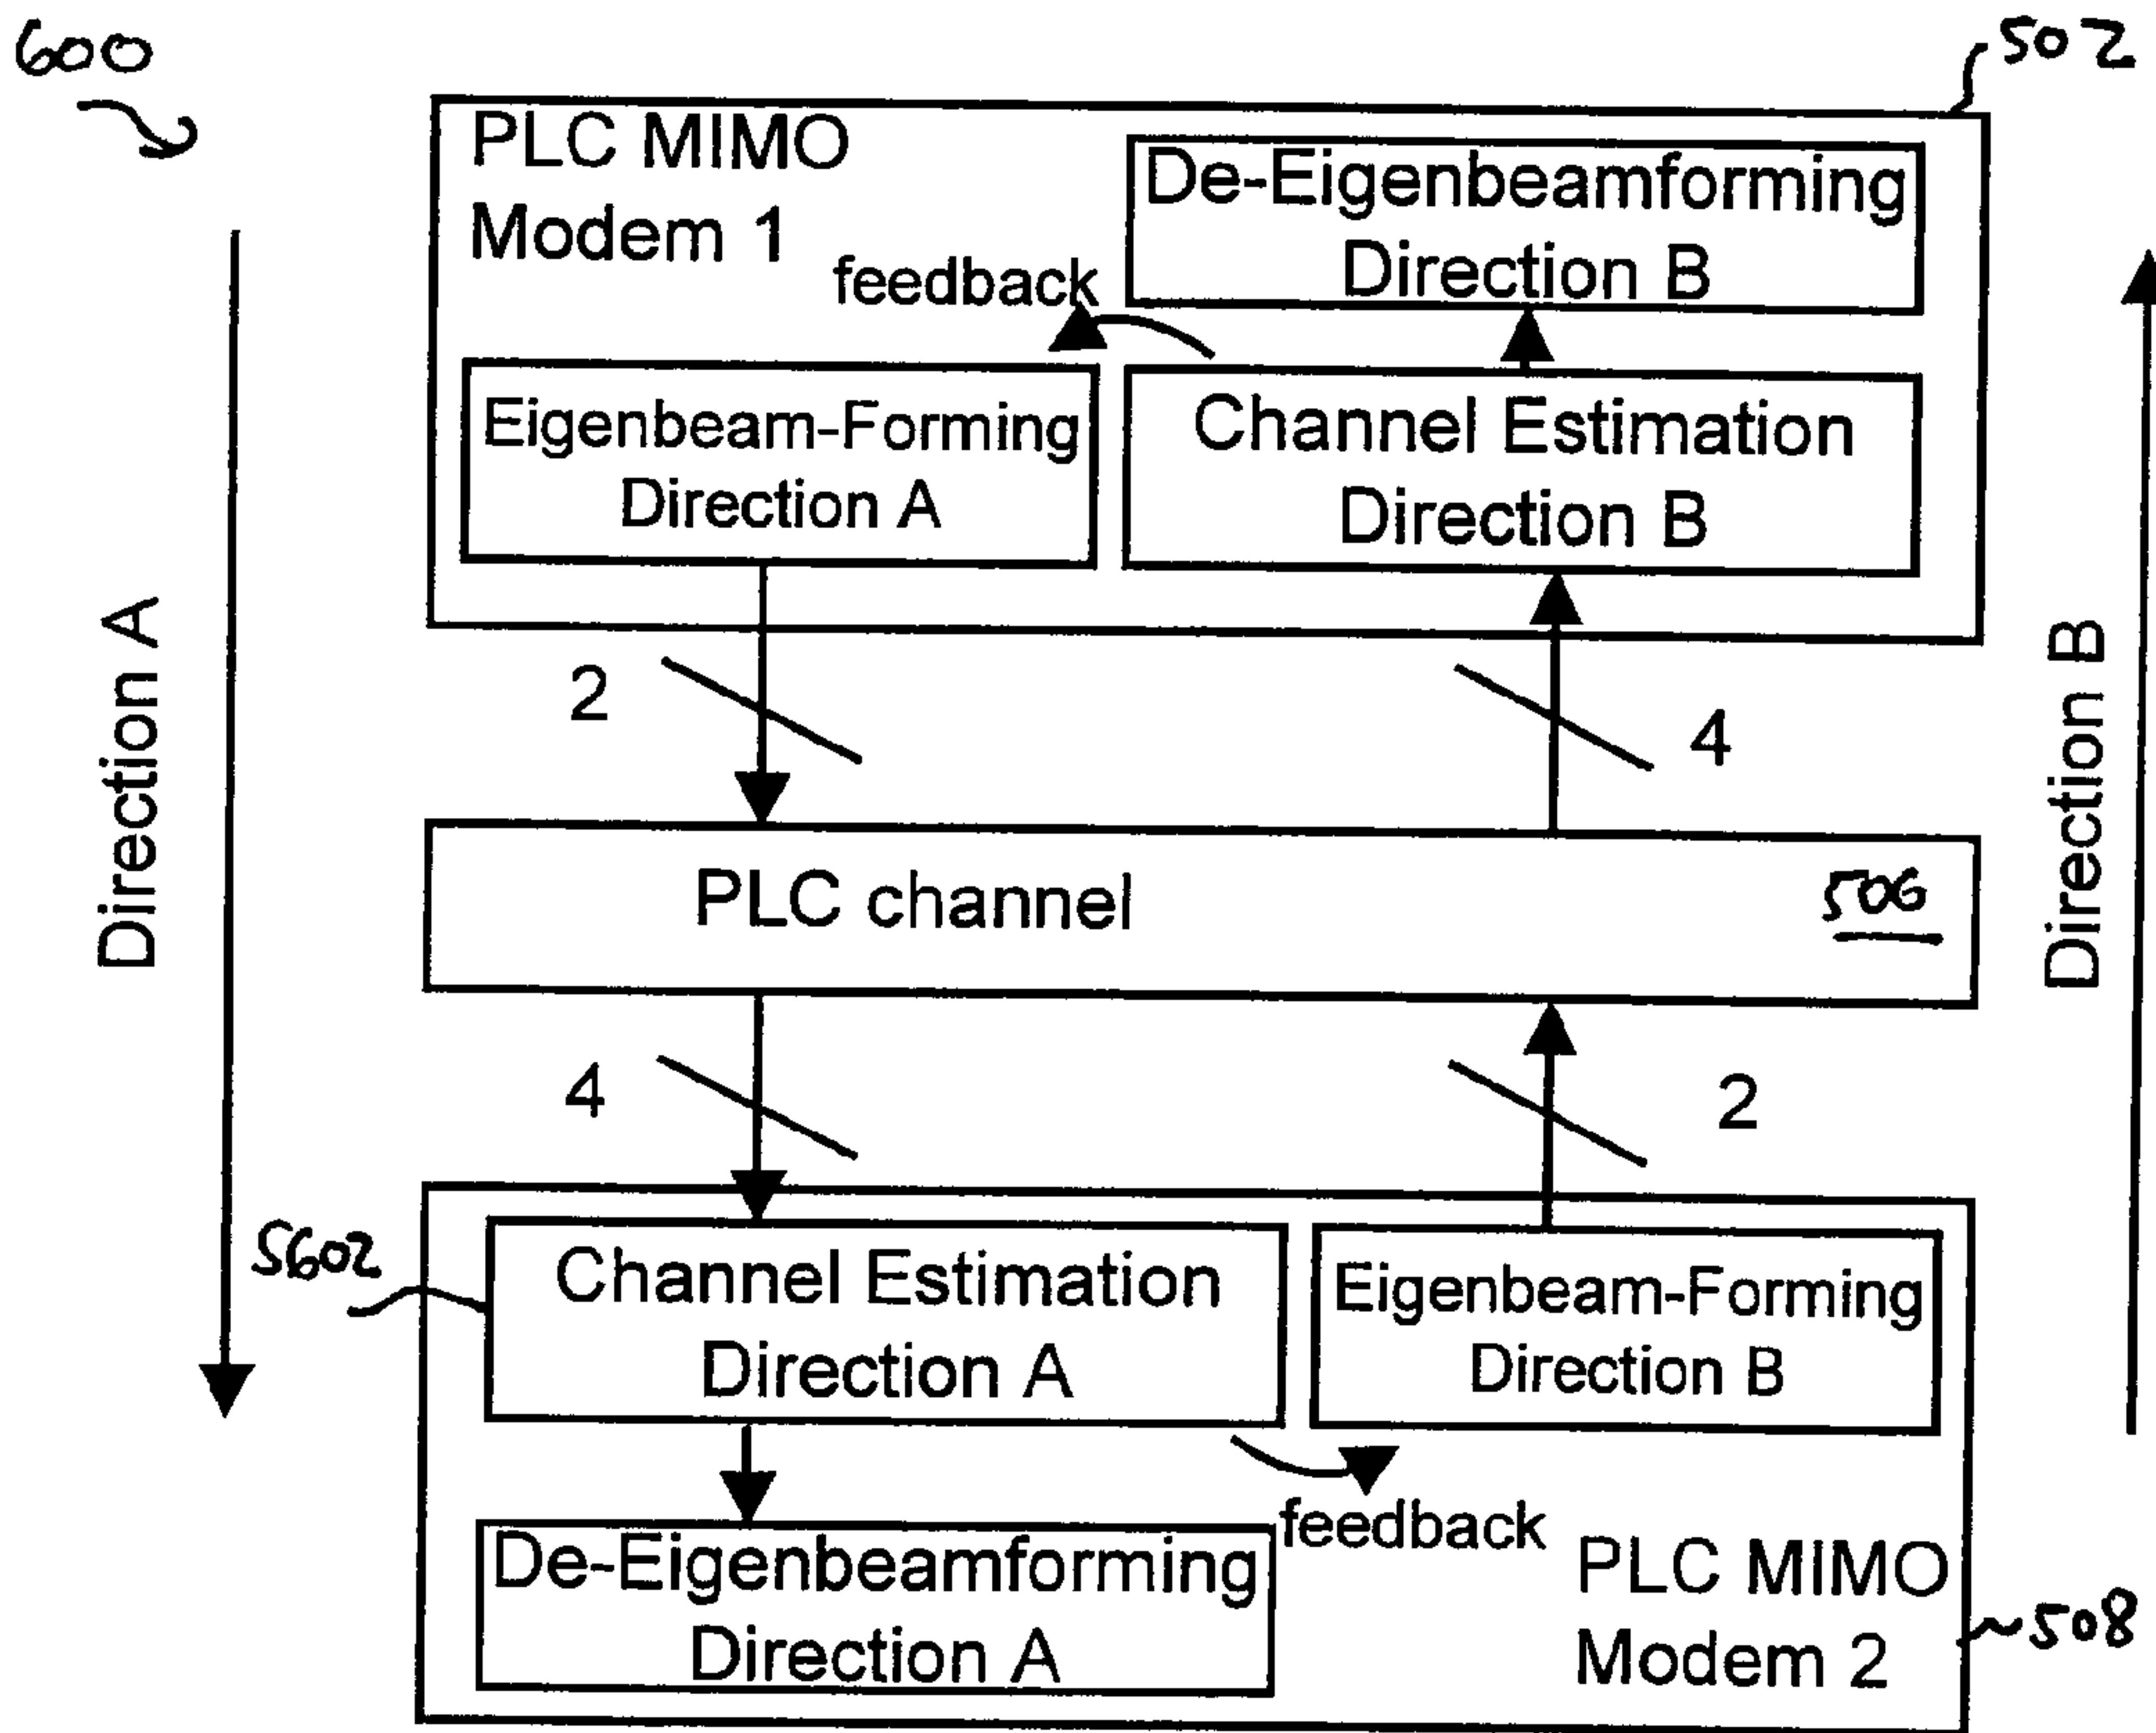 600
502
PLC MIMO
Modem 1
De-Eigenbeamforming
Direction B
feedback
Eigenbeam-Forming
Direction A
Channel Estimation
Direction B
Direction A
Direction B
2
4
PLC channel
506
4
2
S602
Channel Estimation
Direction A
Eigenbeam-Forming
Direction B
feedback
De-Eigenbeamforming
Direction A
PLC MIMO
Modem 2
508